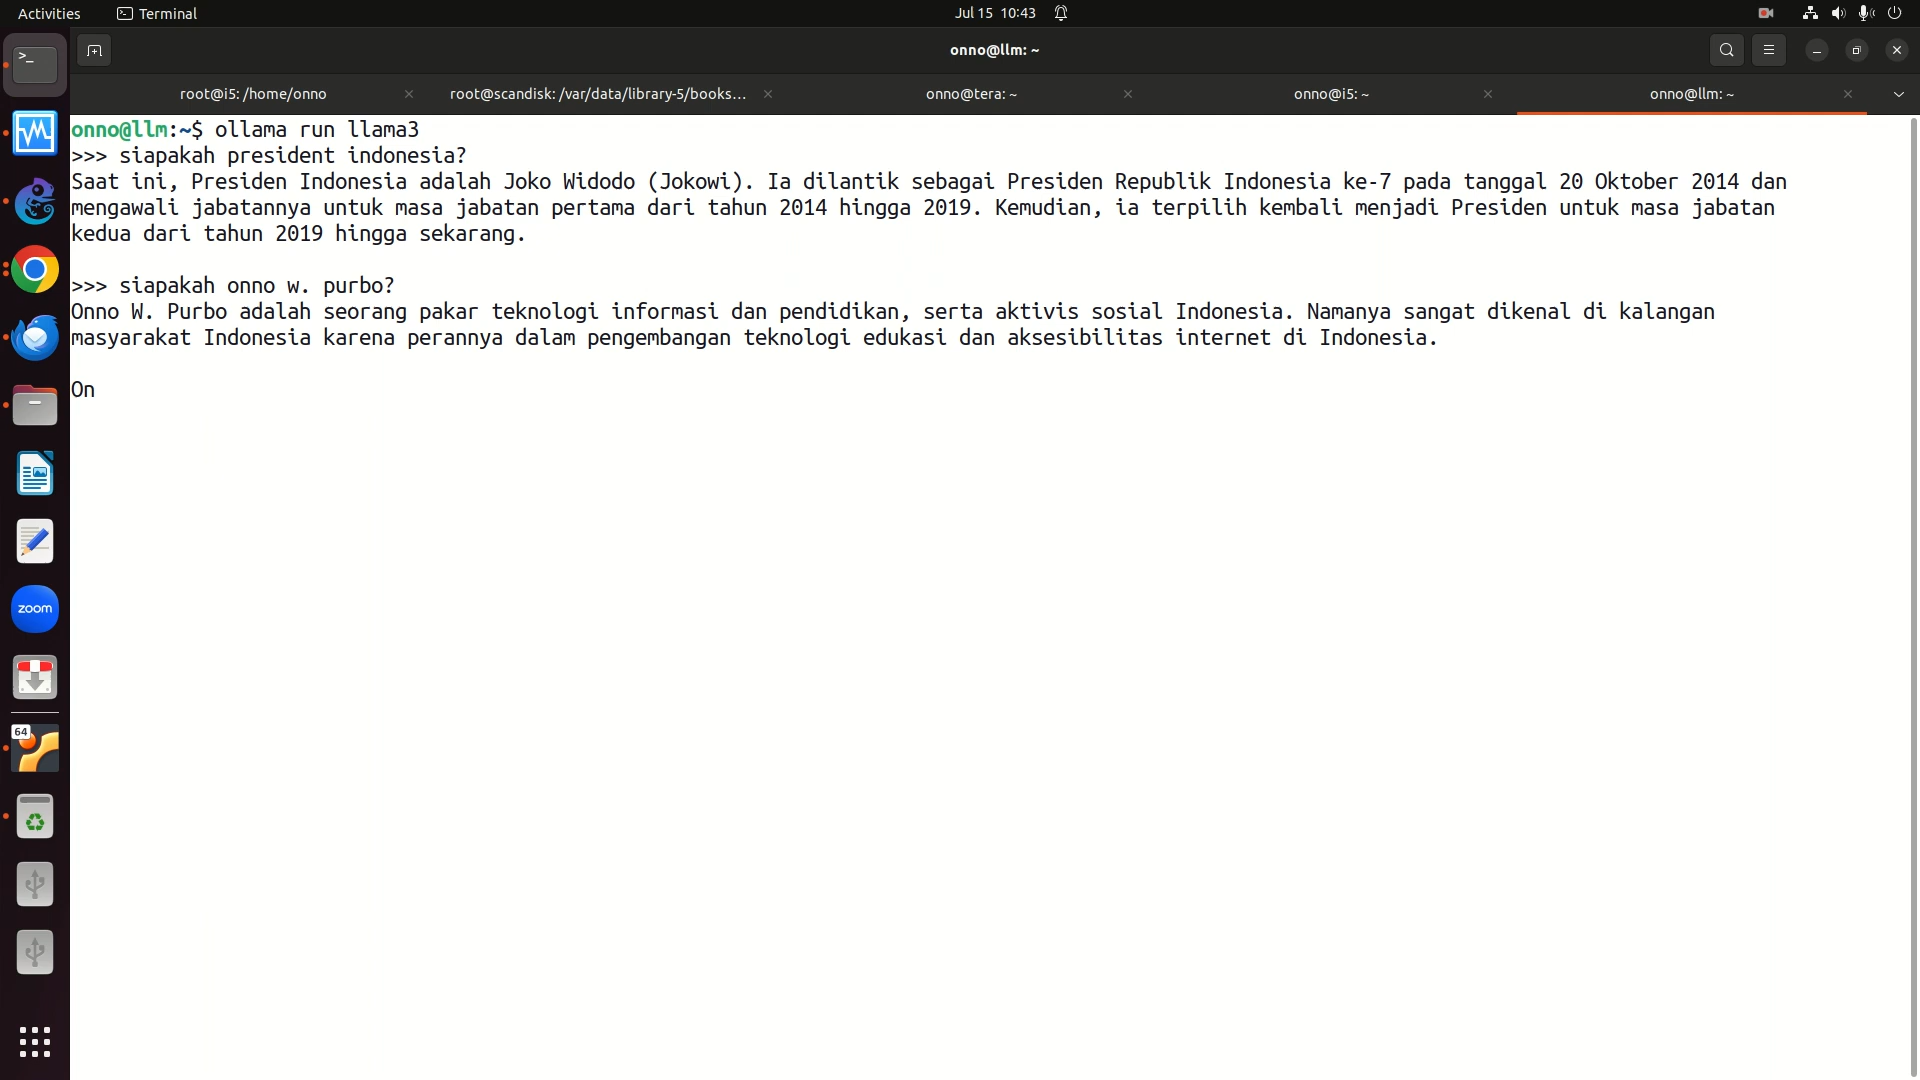 Activities
Terminal
Jul 15 10:43
onno@llm: ~
root@i5: /home/onno
root@scandisk: /var/data/library-5/books...
onno@tera: ~
onno@i5: ~
onno@llm: ~
onno@llm:~$ ollama run llama3
>>> siapakah president indonesia?
Saat ini, Presiden Indonesia adalah Joko Widodo (Jokowi). Ia dilantik sebagai Presiden Republik Indonesia ke-7 pada tanggal 20 Oktober 2014 dan
mengawali jabatannya untuk masa jabatan pertama dari tahun 2014 hingga 2019. Kemudian, ia terpilih kembali menjadi Presiden untuk masa jabatan
kedua dari tahun 2019 hingga sekarang.
>>> siapakah onno w. purbo?
Onno W. Purbo adalah seorang pakar teknologi informasi dan pendidikan, serta aktivis sosial Indonesia. Namanya sangat dikenal di kalangan
masyarakat Indonesia karena perannya dalam pengembangan teknologi edukasi dan aksesibilitas internet di Indonesia.
On
zoom
64